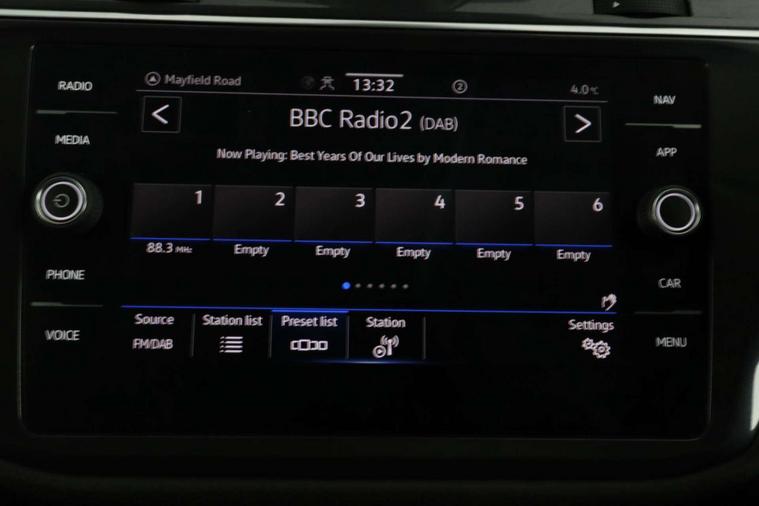 RADIO
MEDIA
PHONE
VOICE
Mayfield Road
13:32
2
4.0°C
BBC Radio2 (DAB)
Now Playing: Best Years Of Our Lives by Modern Romance
1 2 3 4 5 6
88.3 MHz Empty Empty Empty Empty Empty
Source Station list Preset list Station Settings
FM/DAB
NAV
APP
CAR
MENU